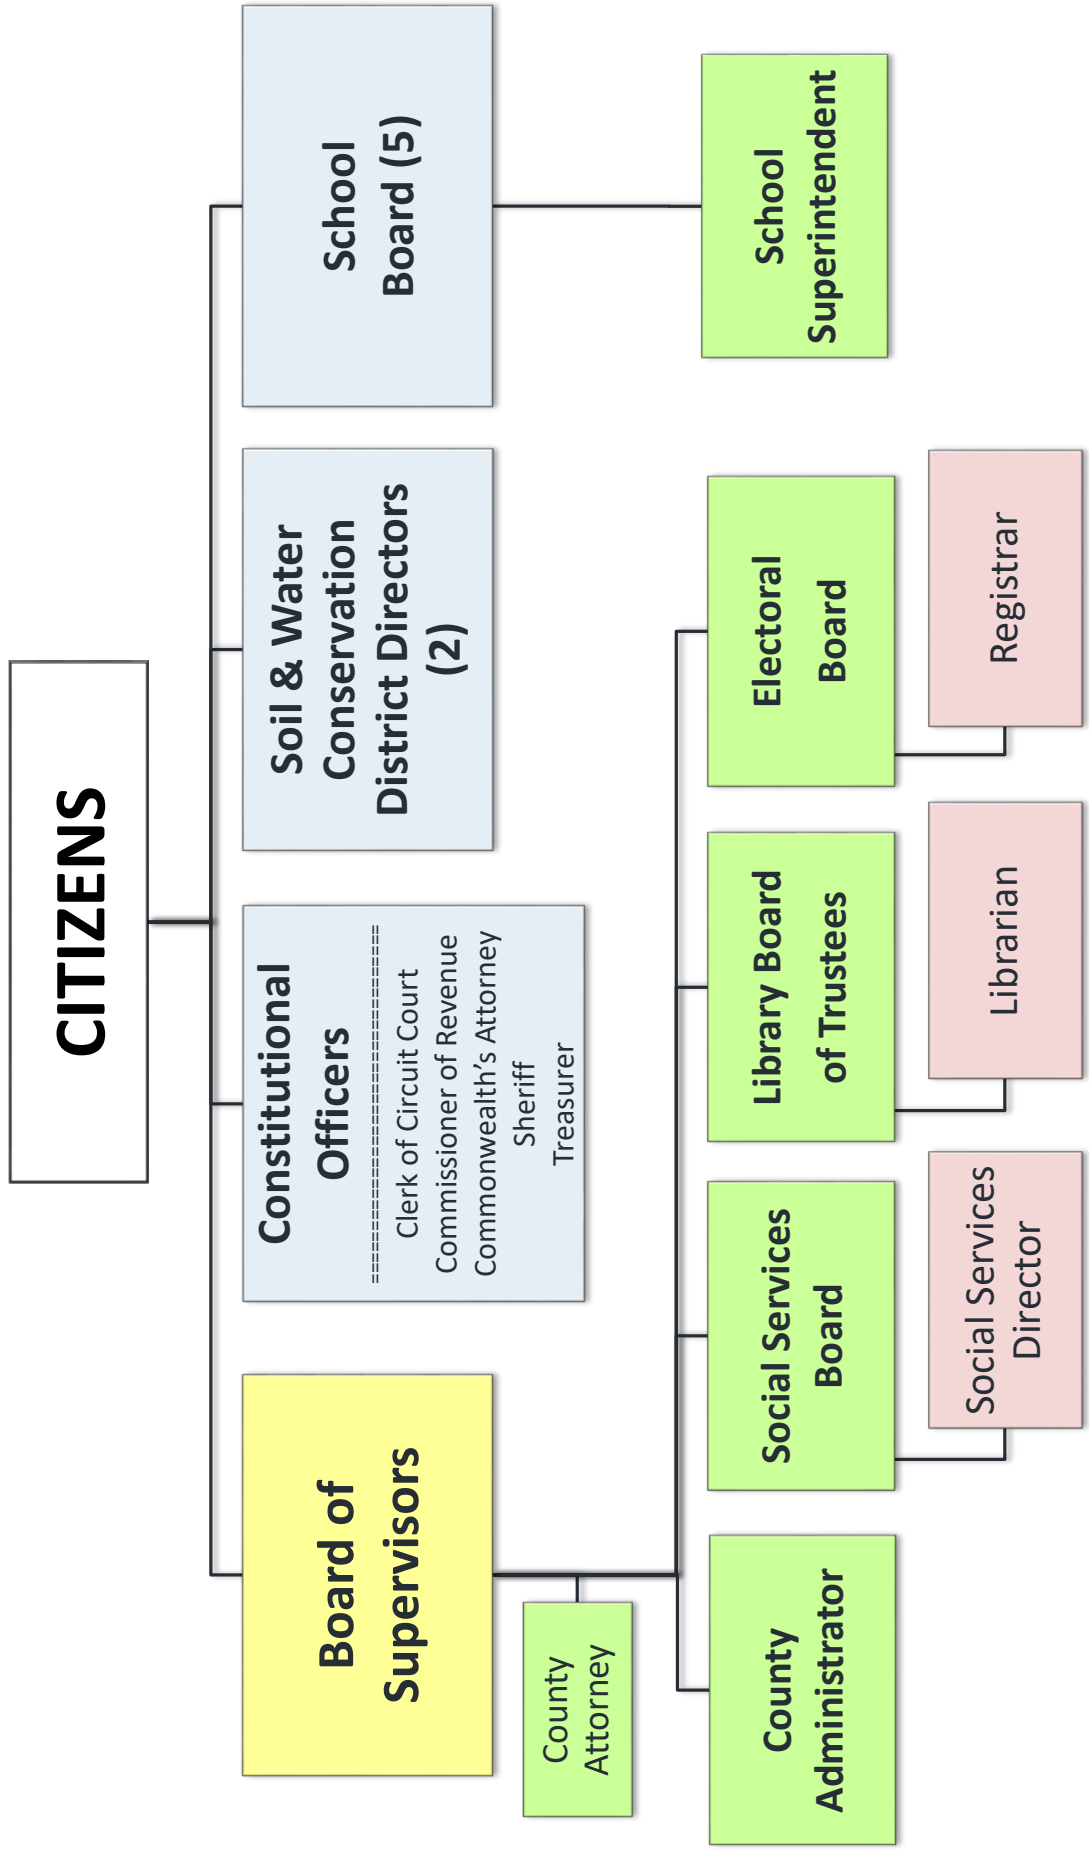 CITIZENS
Board of
Supervisors
Constitutional
Officers
==============================
Clerk of Circuit Court
Commissioner of Revenue
Commonwealth's Attorney
Sheriff
Treasurer
Soil & Water
Conservation
District Directors
(2)
School
Board (5)
County
Attorney
County
Administrator
Social Services
Board
Library Board
of Trustees
Electoral
Board
School
Superintendent
Social Services
Director
Librarian
Registrar